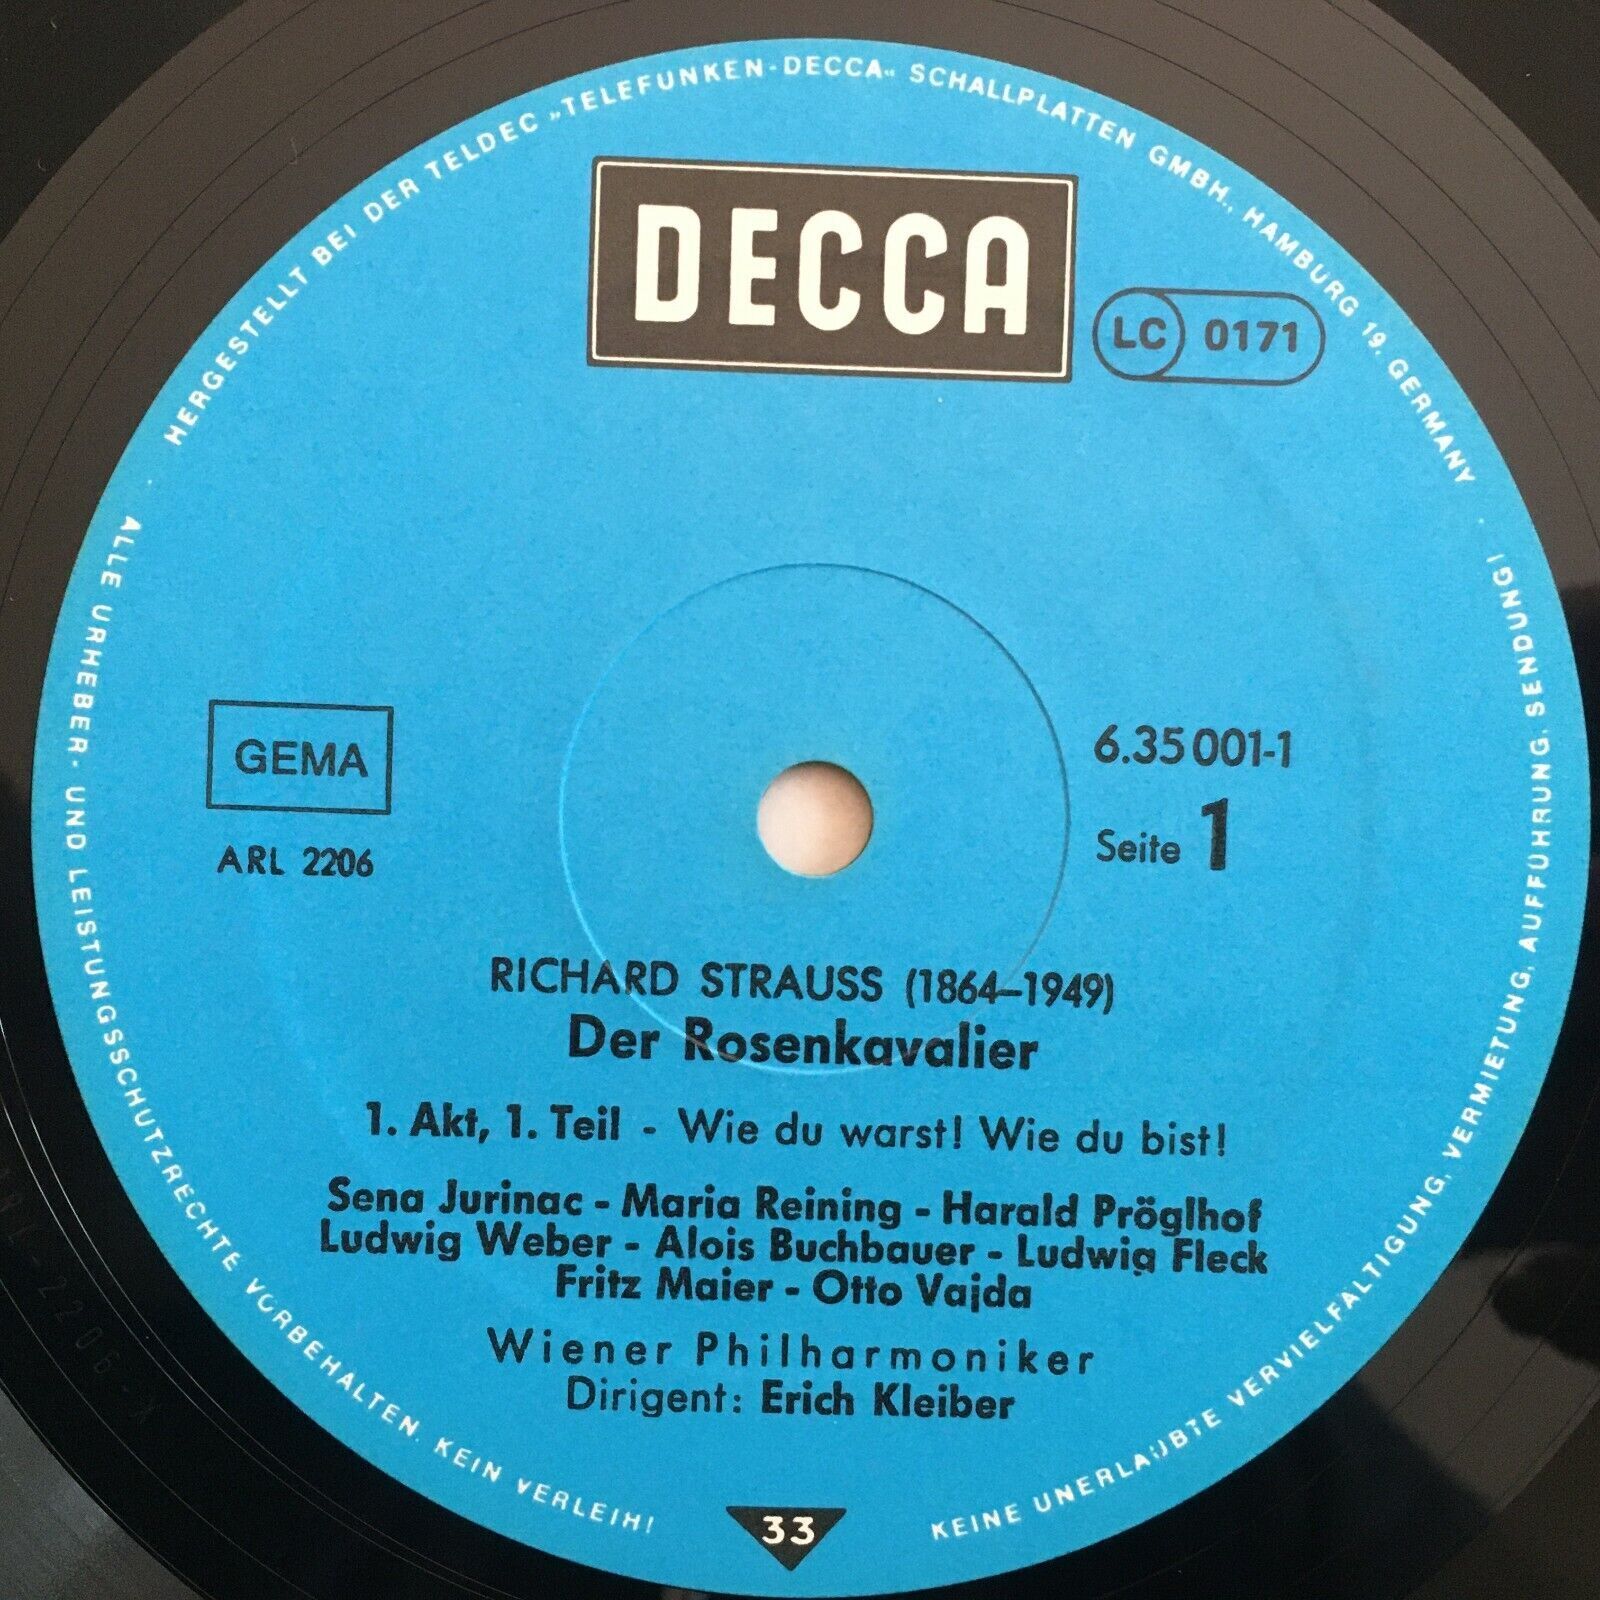 HERGESTELLT BEI DER TELDEC „TELEFUNKEN-DECCA“ SCHALLPLATTEN GMBH., HAMBURG 19. GERMANY
DECCA
LC 0171
GEMA
ARL 2206
6.35 001-1
Seite 1
RICHARD STRAUSS (1864–1949)
Der Rosenkavalier
1. Akt, 1. Teil - Wie du warst! Wie du bist!
Sena Jurinac - Maria Reining - Harald Pröglhof
Ludwig Weber - Alois Buchbauer - Ludwig Fleck
Fritz Maier - Otto Vajda
Wiener Philharmoniker
Dirigent: Erich Kleiber
33
ALLE URHEBER- UND LEISTUNGSSCHUTZRECHTE VORBEHALTEN. KEIN VERLEIH!
KEINE UNERLAUBTE VERVIELFÄLTIGUNG, VERMIETUNG, AUFFÜHRUNG, SENDUNG!